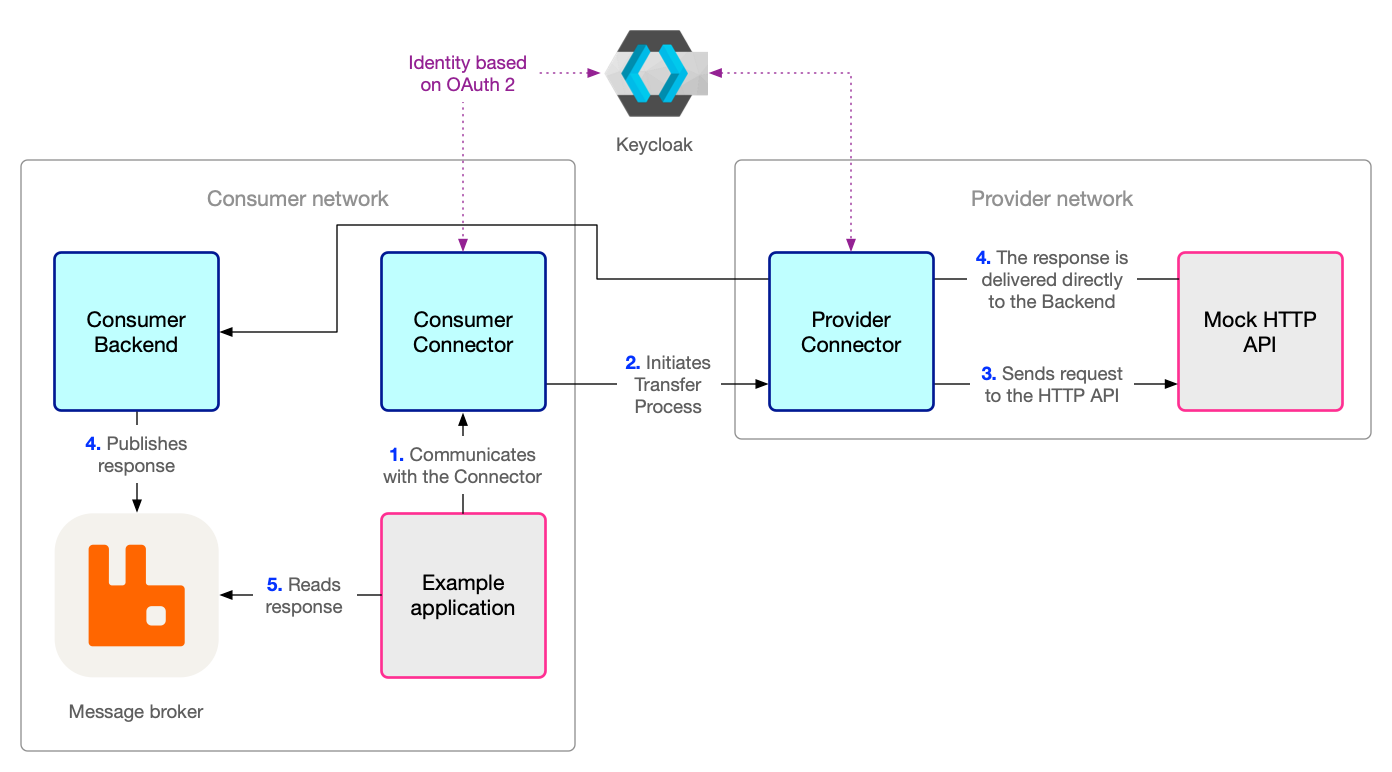 Identity based
on OAuth 2
Keycloak
Consumer network
Provider network
Consumer
Backend
Consumer
Connector
Provider
Connector
4. The response is
delivered directly
to the Backend
Mock HTTP
API
2. Initiates
Transfer
Process
3. Sends request
to the HTTP API
4. Publishes
response
1. Communicates
with the Connector
5. Reads
response
Example
application
Message broker